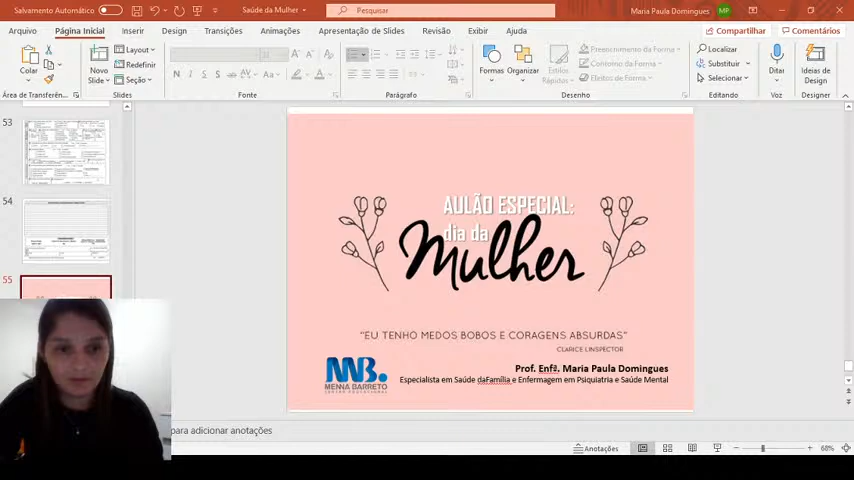 Salvamento Automático
Saúde da Mulher
Pesquisar
Maria Paula Domingues
MP
Arquivo
Página Inicial
Inserir
Design
Transições
Animações
Apresentação de Slides
Revisão
Exibir
Ajuda
Compartilhar
Comentários
Colar
Novo
Slide
Layout
Redefinir
Seção
N
I
S
S
Aa
A
Formas
Organizar
Estilos
Rápidos
Preenchimento da Forma
Contorno da Forma
Efeitos de Forma
Localizar
Substituir
Selecionar
Ditar
Ideias de
Design
Área de Transferên...
Slides
Fonte
Parágrafo
Desenho
Editando
Voz
Designer
53
54
55
AULÃO ESPECIAL:
dia da
Mulher
"EU TENHO MEDOS BOBOS E CORAGENS ABSURDAS"
CLARICE LINSPECTOR
MENNA BARRETO
Prof. Enfª. Maria Paula Domingues
Especialista em Saúde daFamília e Enfermagem em Psiquiatria e Saúde Mental
para adicionar anotações
Anotações
68%